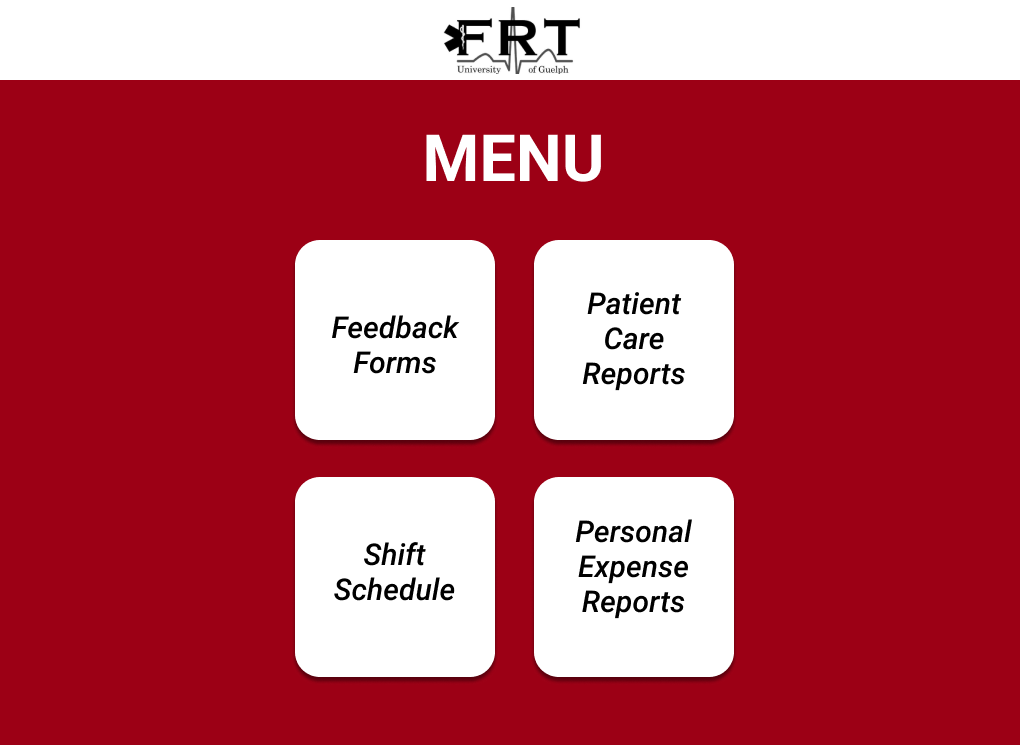 FRT
University of Guelph
MENU
Feedback
Forms
Patient
Care
Reports
Shift
Schedule
Personal
Expense
Reports